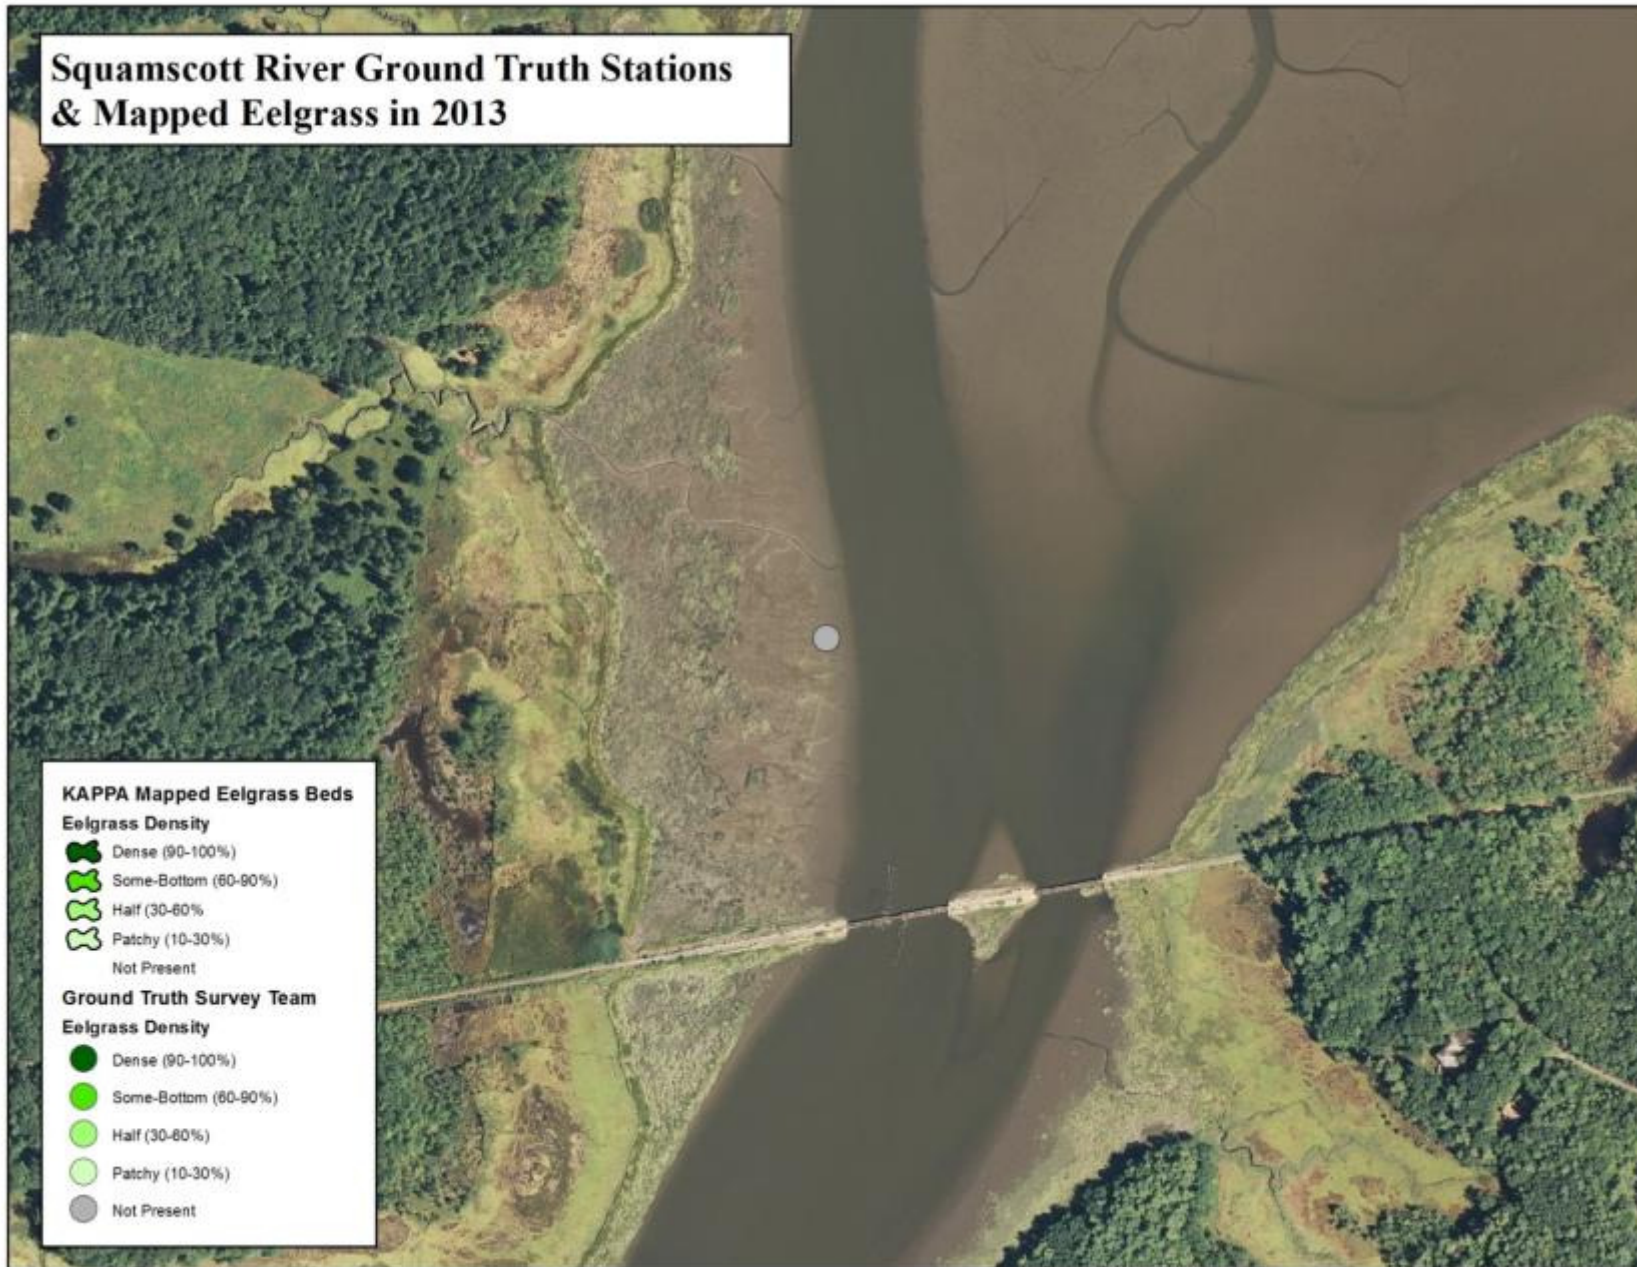 Squamscott River Ground Truth Stations
& Mapped Eelgrass in 2013
KAPPA Mapped Eelgrass Beds
Eelgrass Density
Dense (90-100%)
Some-Bottom (60-90%)
Half (30-60%
Patchy (10-30%)
Not Present
Ground Truth Survey Team
Eelgrass Density
Dense (90-100%)
Some-Bottom (60-90%)
Half (30-60%)
Patchy (10-30%)
Not Present